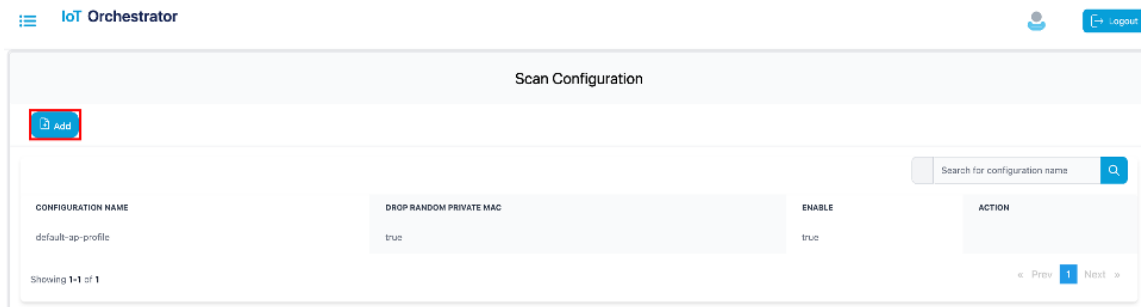 IoT Orchestrator
Logout
Scan Configuration
Add
Search for configuration name
CONFIGURATION NAME DROP RANDOM PRIVATE MAC ENABLE ACTION
default-ap-profile true true
Showing 1-1 of 1 « Prev 1 Next »